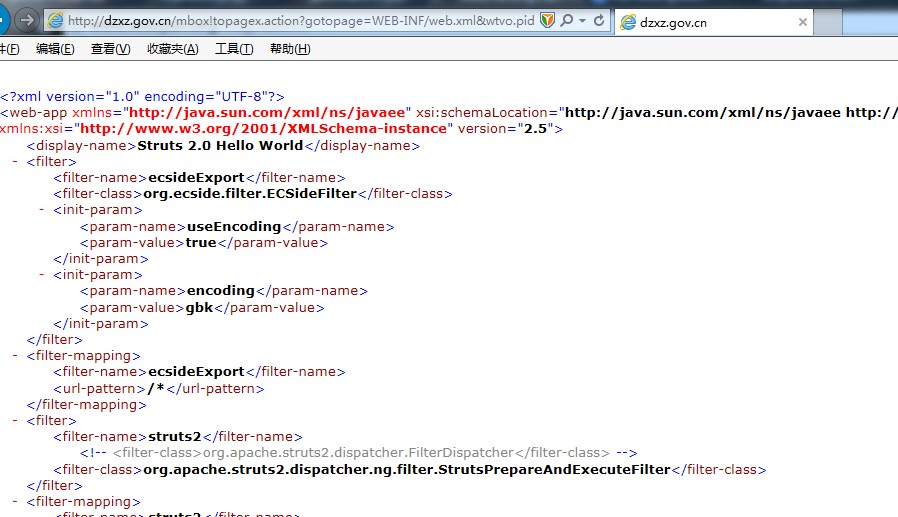 http://dzxz.gov.cn/mbox!topagex.action?gotopage=WEB-INF/web.xml&wtvo.pid
dzxz.gov.cn
件(F) 编辑(E) 查看(V) 收藏夹(A) 工具(T) 帮助(H)
<?xml version="1.0" encoding="UTF-8"?>
<web-app xmlns="http://java.sun.com/xml/ns/javaee" xsi:schemaLocation="http://java.sun.com/xml/ns/javaee http://
xmlns:xsi="http://www.w3.org/2001/XMLSchema-instance" version="2.5">
<display-name>Struts 2.0 Hello World</display-name>
- <filter>
<filter-name>ecsideExport</filter-name>
<filter-class>org.ecside.filter.ECSideFilter</filter-class>
- <init-param>
<param-name>useEncoding</param-name>
<param-value>true</param-value>
</init-param>
- <init-param>
<param-name>encoding</param-name>
<param-value>gbk</param-value>
</init-param>
</filter>
- <filter-mapping>
<filter-name>ecsideExport</filter-name>
<url-pattern>/*</url-pattern>
</filter-mapping>
- <filter>
<filter-name>struts2</filter-name>
<!-- <filter-class>org.apache.struts2.dispatcher.FilterDispatcher</filter-class> -->
<filter-class>org.apache.struts2.dispatcher.ng.filter.StrutsPrepareAndExecuteFilter</filter-class>
</filter>
- <filter-mapping>
<filter-name>struts2</filter-name>